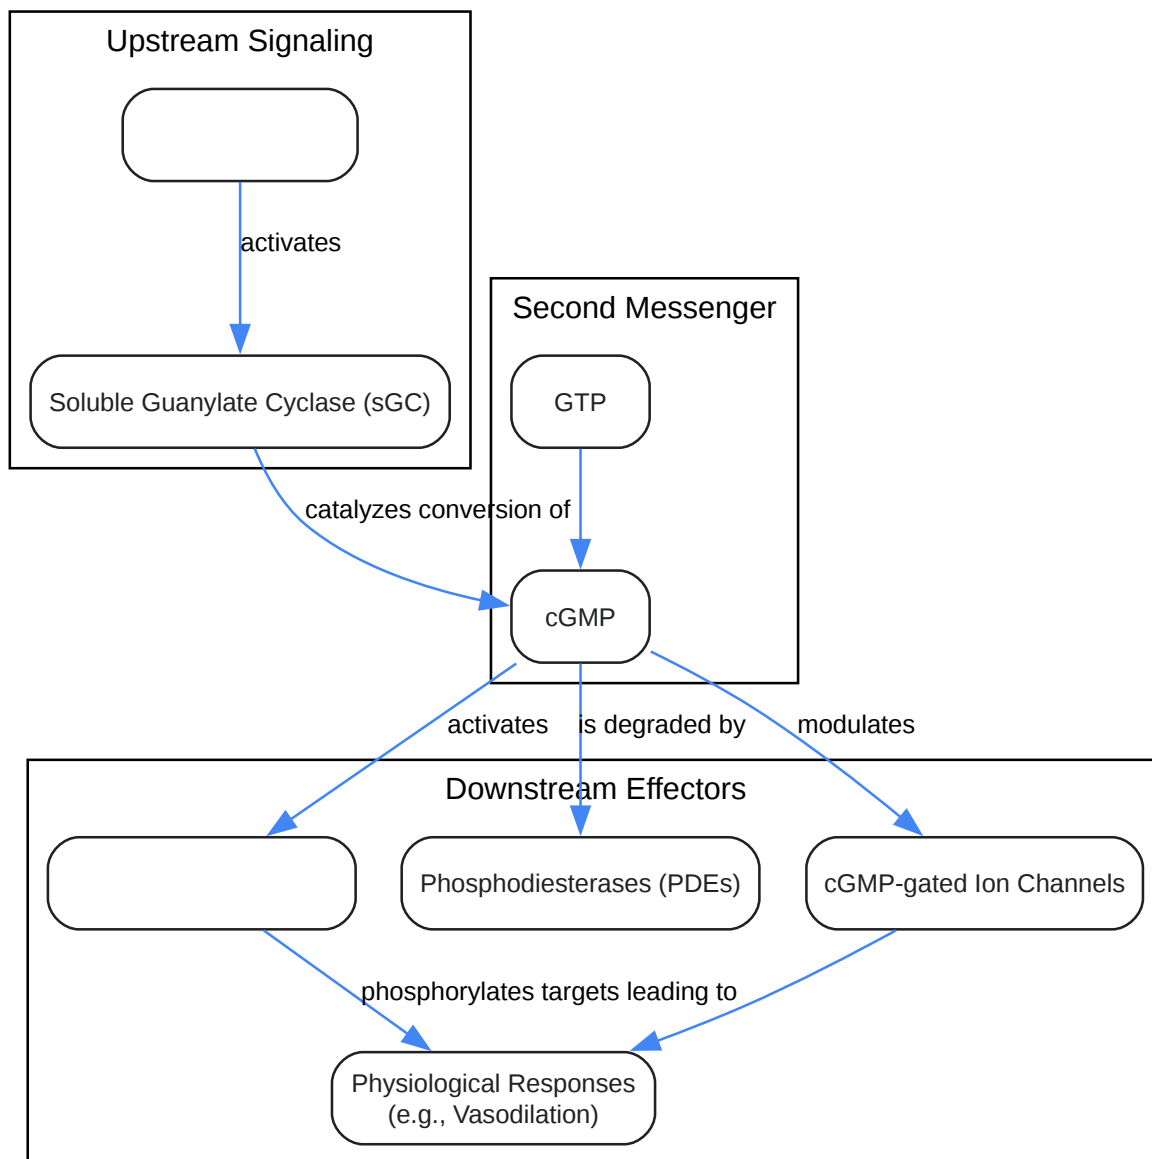 Upstream Signaling
activates
Soluble Guanylate Cyclase (sGC)
Second Messenger
GTP
catalyzes conversion of
cGMP
activates
is degraded by
modulates
Downstream Effectors
Phosphodiesterases (PDEs)
cGMP-gated Ion Channels
phosphorylates targets leading to
Physiological Responses
(e.g., Vasodilation)